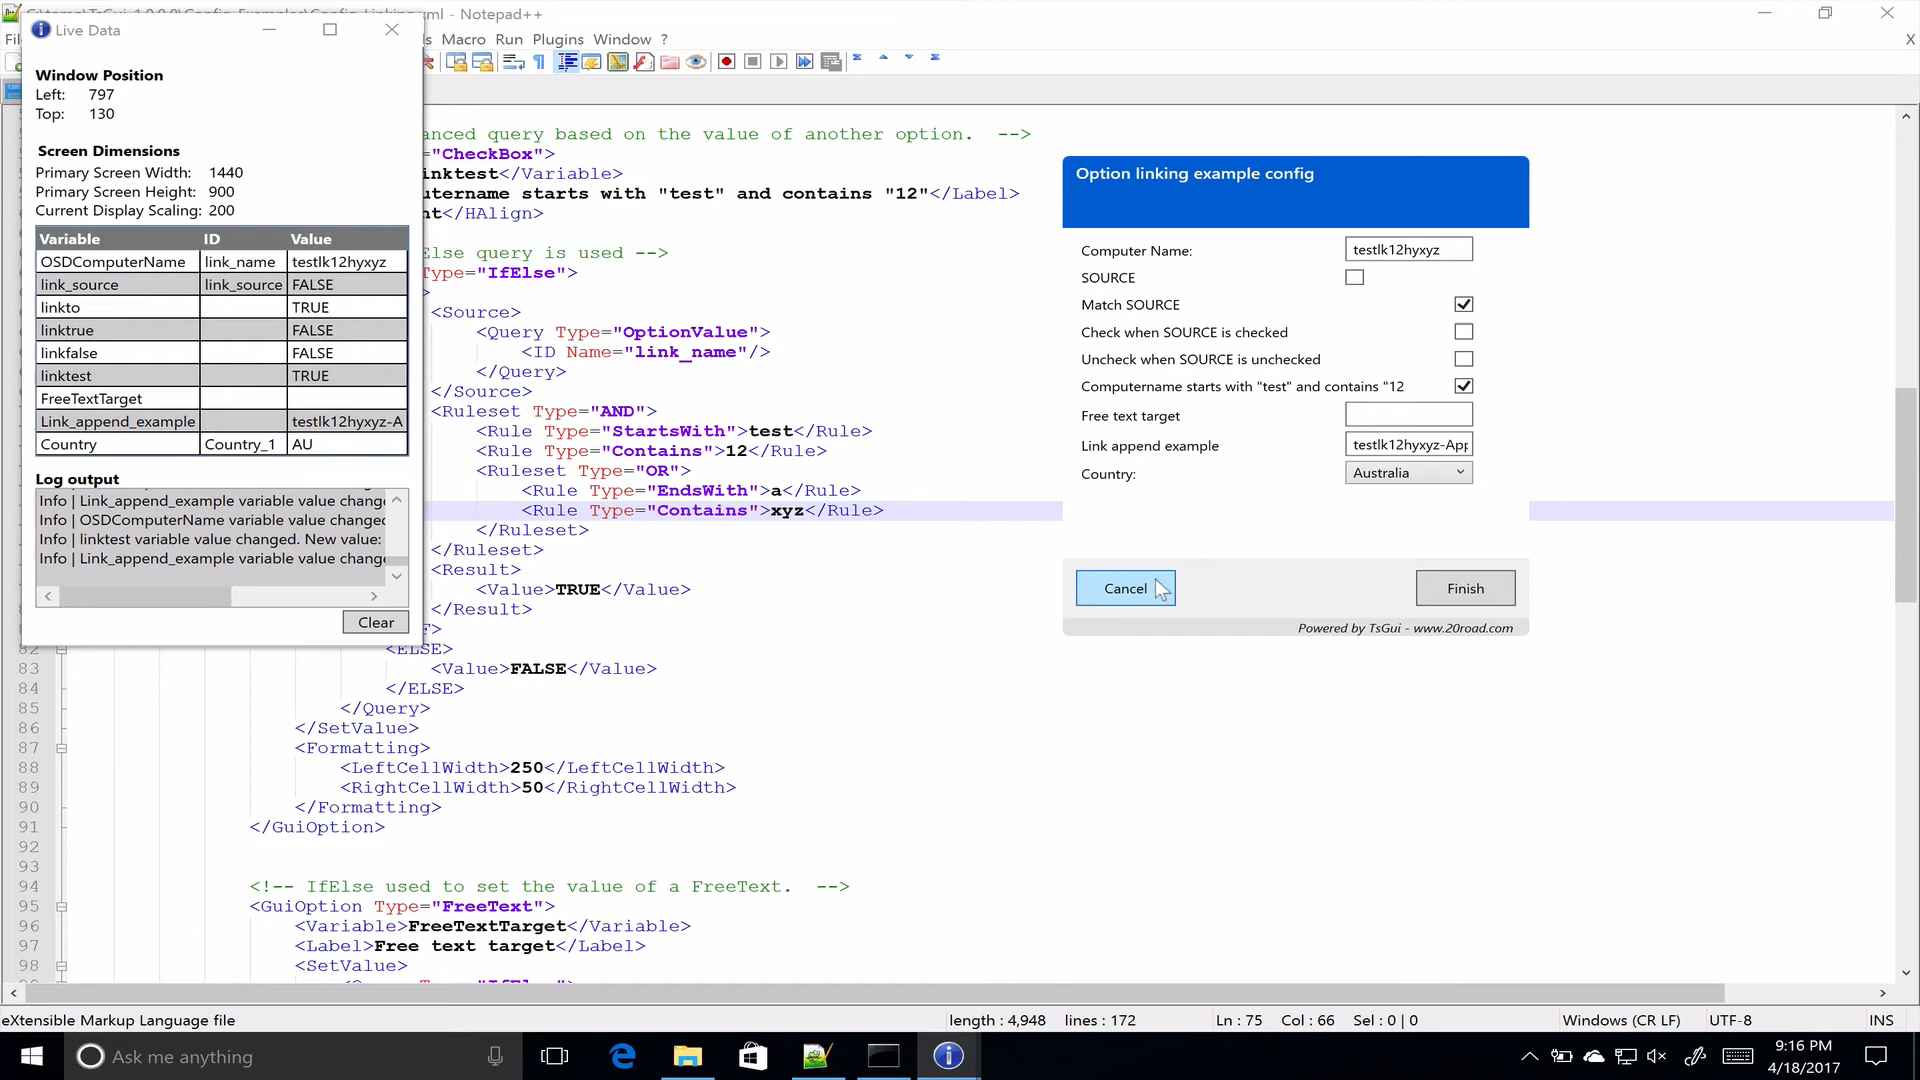 ml - Notepad++
Live Data
Macro Run Plugins Window ?
X
Window Position
Left: 797
Top: 130
Screen Dimensions
Primary Screen Width: 1440
Primary Screen Height: 900
Current Display Scaling: 200
Variable ID Value
OSDComputerName link_name testlk12hyxyz
link_source link_source FALSE
linkto TRUE
linktrue FALSE
linkfalse FALSE
linktest TRUE
FreeTextTarget
Link_append_example testlk12hyxyz-A
Country Country_1 AU
Log output
Info | Link_append_example variable value change
Info | OSDComputerName variable value changed
Info | linktest variable value changed. New value:
Info | Link_append_example variable value change
Clear
anced query based on the value of another option. -->
="CheckBox">
inktest</Variable>
utername starts with "test" and contains "12"</Label>
nt</HAlign>
Else query is used -->
Type="IfElse">
>
<Source>
<Query Type="OptionValue">
<ID Name="link_name"/>
</Query>
</Source>
<Ruleset Type="AND">
<Rule Type="StartsWith">test</Rule>
<Rule Type="Contains">12</Rule>
<Ruleset Type="OR">
<Rule Type="EndsWith">a</Rule>
<Rule Type="Contains">xyz</Rule>
</Ruleset>
</Ruleset>
<Result>
<Value>TRUE</Value>
</Result>
F>
82 <ELSE>
83 <Value>FALSE</Value>
84 </ELSE>
85 </Query>
86 </SetValue>
87 <Formatting>
88 <LeftCellWidth>250</LeftCellWidth>
89 <RightCellWidth>50</RightCellWidth>
90 </Formatting>
91 </GuiOption>
92
93
94 <!-- IfElse used to set the value of a FreeText. -->
95 <GuiOption Type="FreeText">
96 <Variable>FreeTextTarget</Variable>
97 <Label>Free text target</Label>
98 <SetValue>
Option linking example config
Computer Name: testlk12hyxyz
SOURCE
Match SOURCE
Check when SOURCE is checked
Uncheck when SOURCE is unchecked
Computername starts with "test" and contains "12
Free text target
Link append example testlk12hyxyz-App
Country: Australia
Cancel Finish
Powered by TsGui - www.20road.com
eXtensible Markup Language file length : 4,948 lines : 172 Ln : 75 Col : 66 Sel : 0 | 0 Windows (CR LF) UTF-8 INS
Ask me anything
9:16 PM
4/18/2017